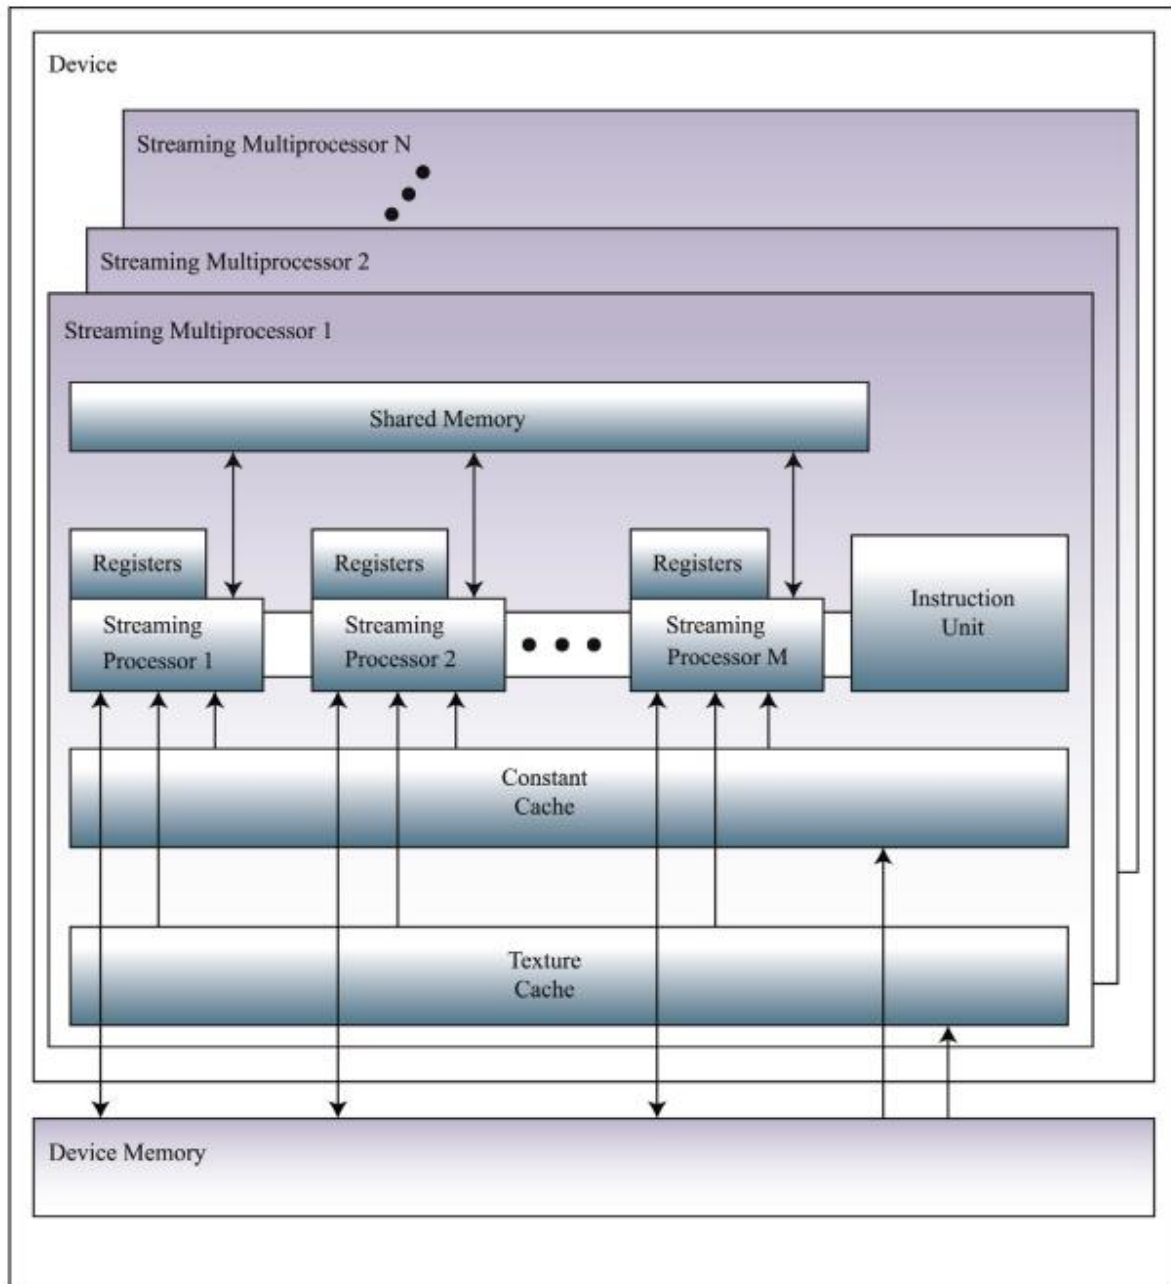 Device
Streaming Multiprocessor N
Streaming Multiprocessor 2
Streaming Multiprocessor 1
Shared Memory
Registers
Registers
Registers
Streaming
Processor 1
Streaming
Processor 2
Streaming
Processor M
Instruction
Unit
Constant
Cache
Texture
Cache
Device Memory